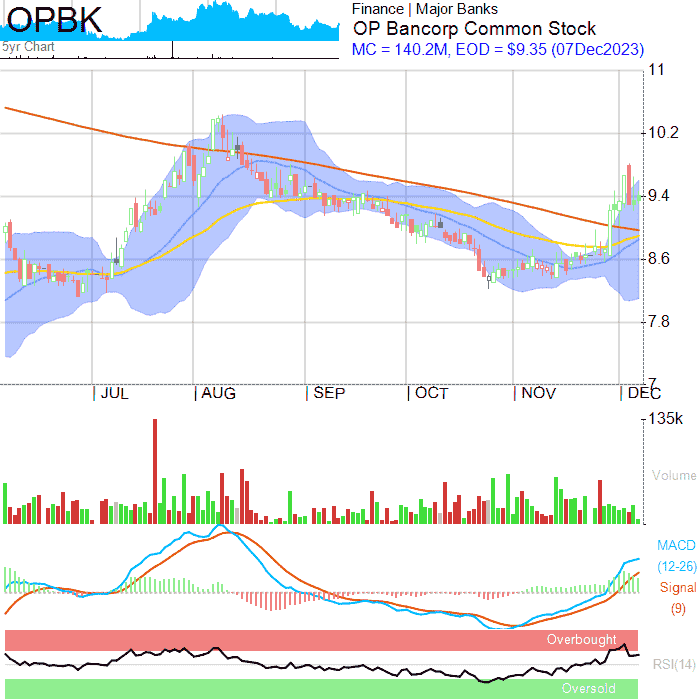 OPBK
5yr Chart
Finance | Major Banks
OP Bancorp Common Stock
MC = 140.2M, EOD = $9.35 (07Dec2023)
11
10.2
9.4
8.6
7.8
7
JUL AUG SEP OCT NOV DEC
135k
Volume
MACD
(12-26)
Signal
(9)
Overbought
RSI(14)
Oversold